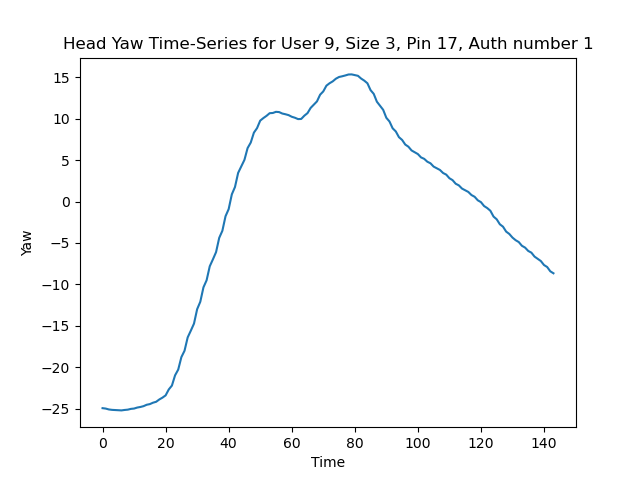 Head Yaw Time-Series for User 9, Size 3, Pin 17, Auth number 1
15
10
5
0
−5
−10
−15
−20
−25
Yaw
0 20 40 60 80 100 120 140
Time